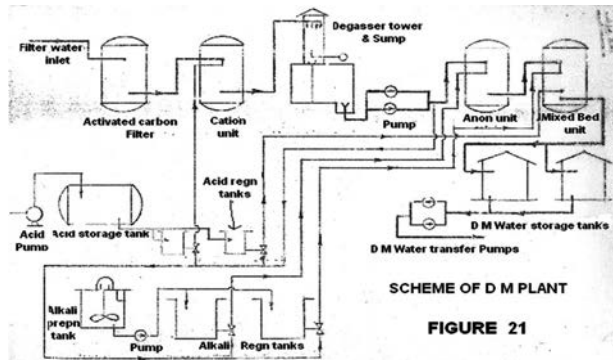 Degasser tower
& Sump
Filter water
inlet
Activated carbon
Filter
Cation
unit
Pump
Anon unit
Mixed Bed
unit
Acid regn
tanks
Acid
Pump
Acid storage tank
D M Water storage tanks
D M Water transfer Pumps
Alkali
prepn
tank
Pump
Alkali
Regn tanks
SCHEME OF D M PLANT
FIGURE 21